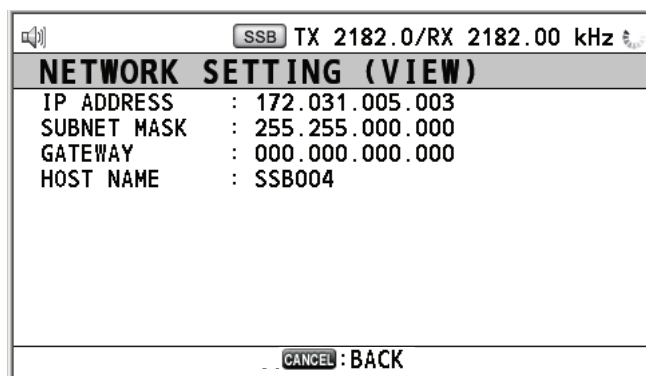 SSB TX 2182.0/RX 2182.00 kHz
NETWORK SETTING (VIEW)
IP ADDRESS : 172.031.005.003
SUBNET MASK : 255.255.000.000
GATEWAY : 000.000.000.000
HOST NAME : SSB004
CANCEL : BACK